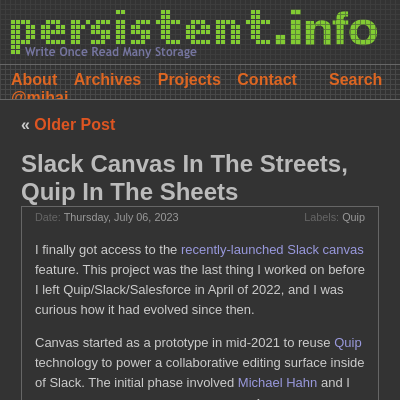 persistent.info
Write Once Read Many Storage
About Archives Projects Contact Search
@mihai
« Older Post
Slack Canvas In The Streets,
Quip In The Sheets
Date: Thursday, July 06, 2023 Labels: Quip
I finally got access to the recently-launched Slack canvas
feature. This project was the last thing I worked on before
I left Quip/Slack/Salesforce in April of 2022, and I was
curious how it had evolved since then.
Canvas started as a prototype in mid-2021 to reuse Quip
technology to power a collaborative editing surface inside
of Slack. The initial phase involved Michael Hahn and I